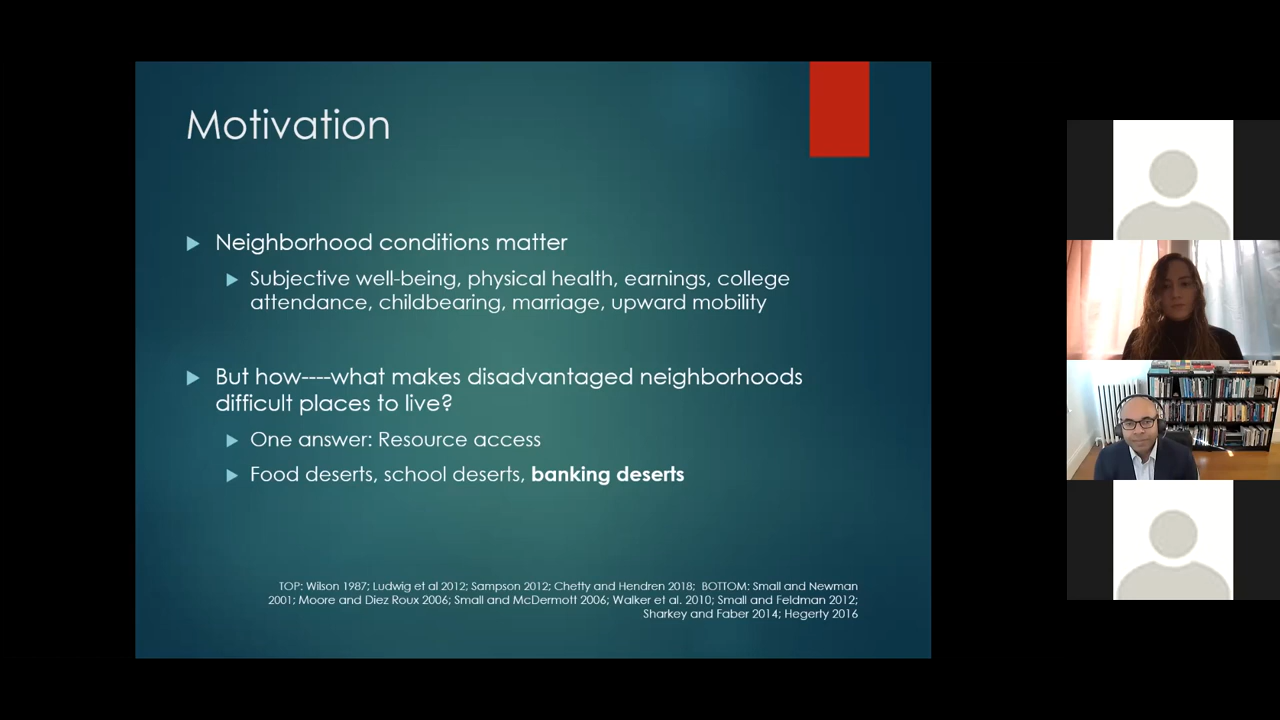 Motivation
Neighborhood conditions matter
Subjective well-being, physical health, earnings, college
attendance, childbearing, marriage, upward mobility
But how----what makes disadvantaged neighborhoods
difficult places to live?
One answer: Resource access
Food deserts, school deserts, banking deserts
TOP: Wilson 1987; Ludwig et al 2012; Sampson 2012; Chetty and Hendren 2018;  BOTTOM: Small and Newman
2001; Moore and Diez Roux 2006; Small and McDermott 2006; Walker et al. 2010; Small and Feldman 2012;
Sharkey and Faber 2014; Hegerty 2016